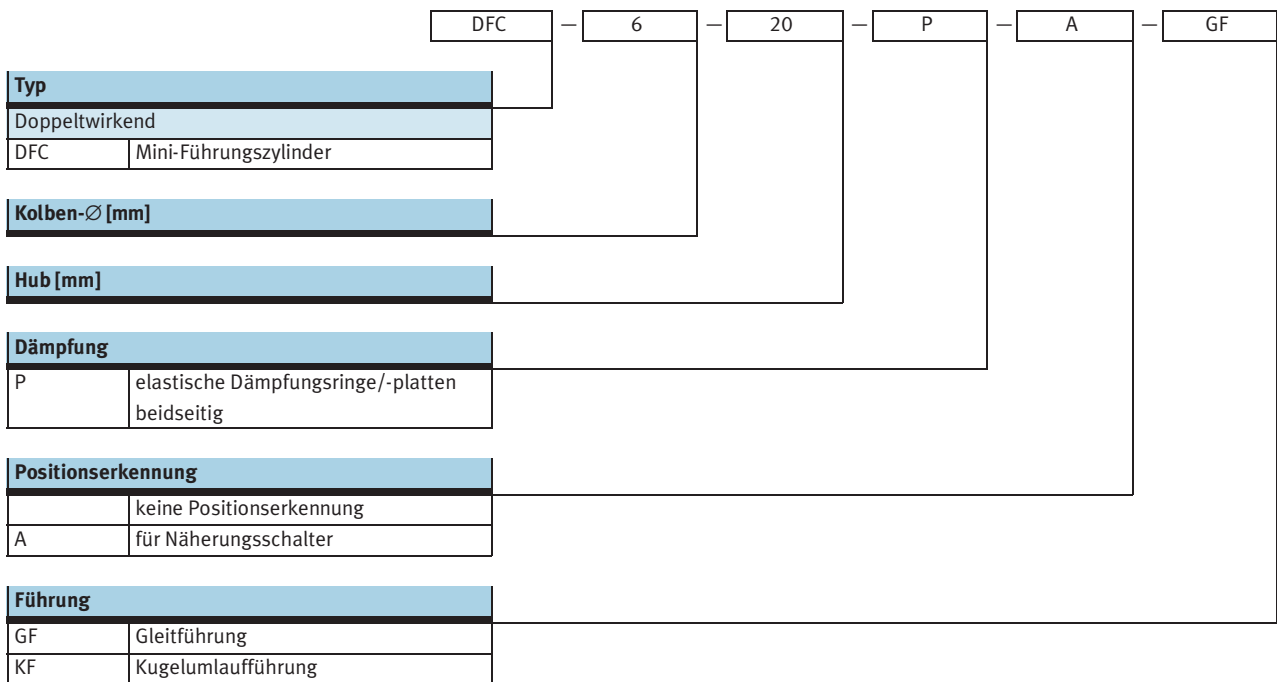 DFC — 6 — 20 — P — A — GF
Typ
Doppeltwirkend
DFC Mini-Führungszylinder
Kolben-∅ [mm]
Hub [mm]
Dämpfung
P elastische Dämpfungsringe/-platten
beidseitig
Positionserkennung
keine Positionserkennung
A für Näherungsschalter
Führung
GF Gleitführung
KF Kugelumlaufführung